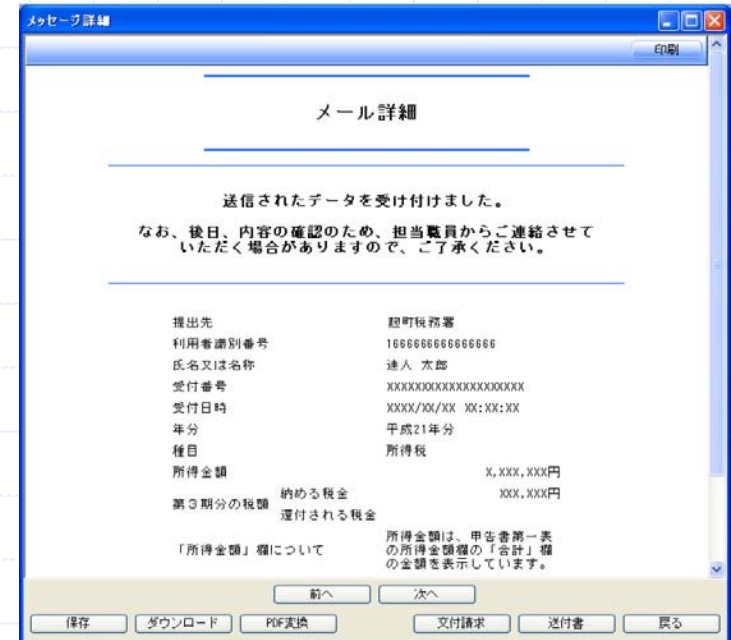 メッセージ詳細
印刷
メール詳細
送信されたデータを受け付けました。
なお、後日、内容の確認のため、担当職員からご連絡させて
いただく場合がありますので、ご了承ください。
提出先 麹町税務署
利用者識別番号 1666666666666666
氏名又は名称 達人 太郎
受付番号 XXXXXXXXXXXXXXXXXXXX
受付日時 XXXX/XX/XX XX:XX:XX
年分 平成21年分
種目 所得税
所得金額 X,XXX,XXX円
第3期分の税額 納める税金 XXX,XXX円
還付される税金
「所得金額」欄について 所得金額は、申告書第一表
の所得金額欄の「合計」欄
の金額を表示しています。
前へ 次へ
保存 ダウンロード PDF変換 交付請求 送付書 戻る